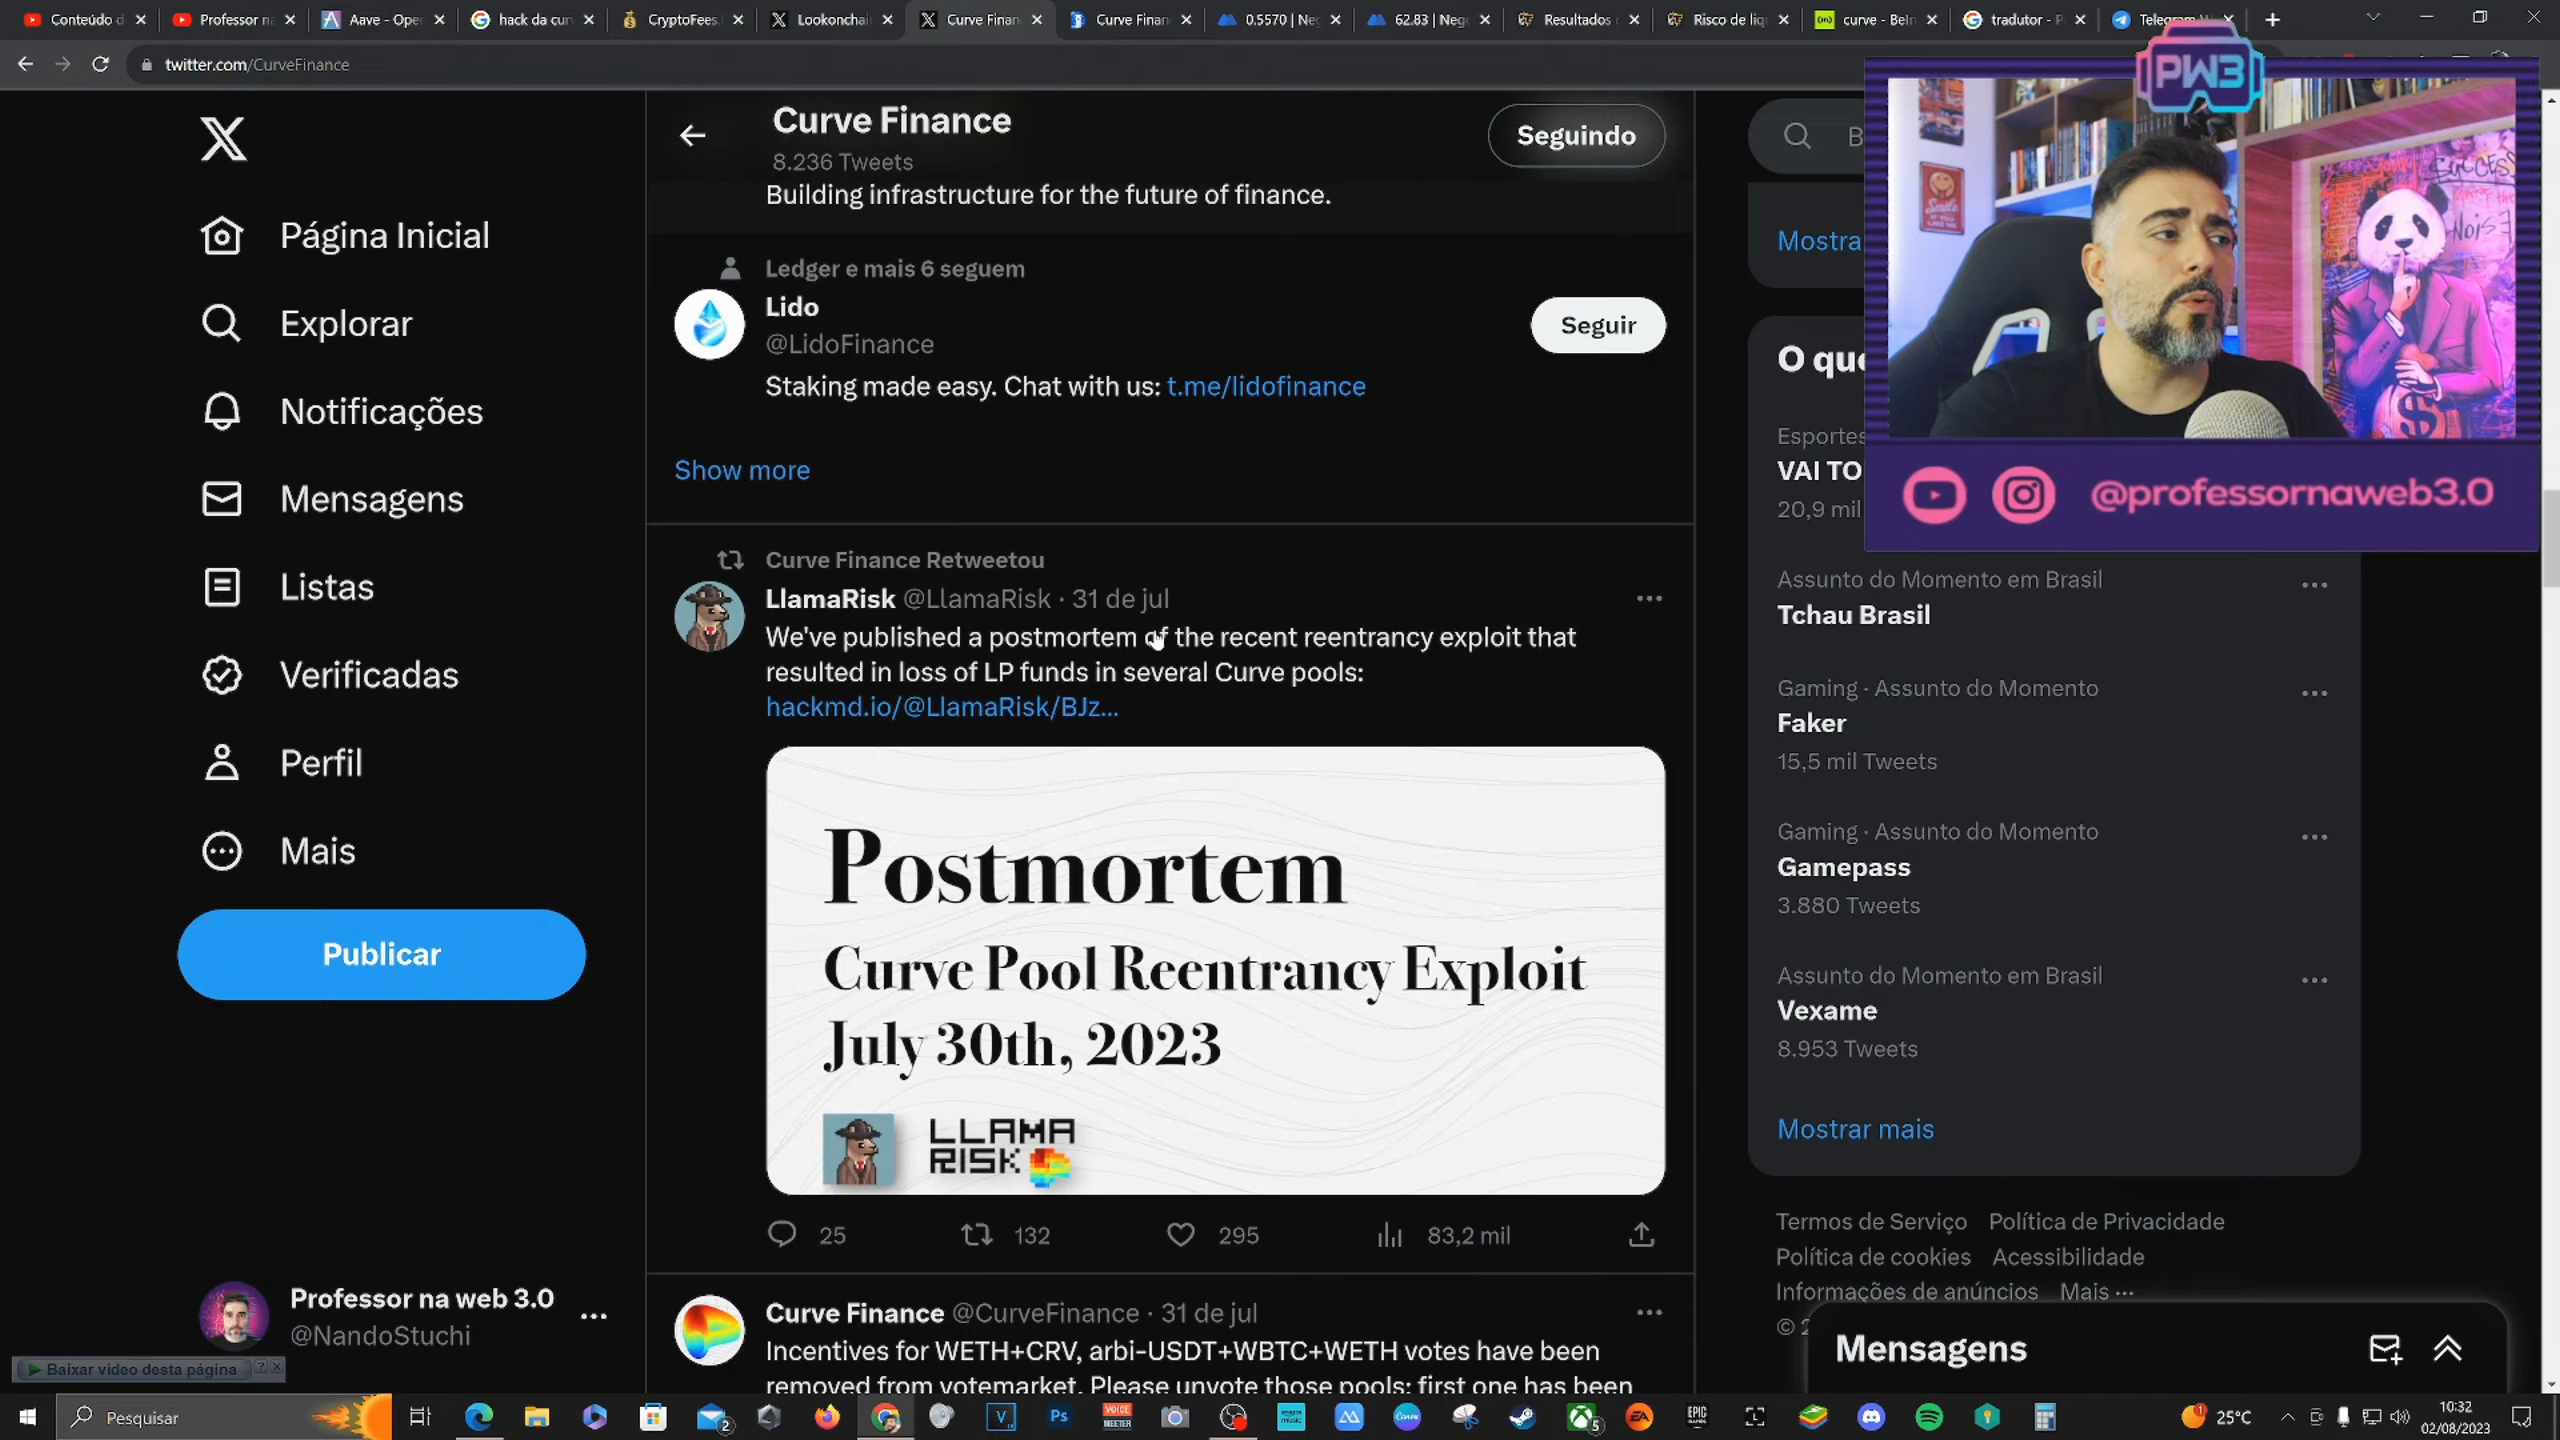 Conteúdo d
Professor na
Aave - Oper
hack da cur
CryptoFees.i
Lookonchai
Curve Finan
Curve Finan
0.5570 | Neg
62.83 | Nego
Resultados
Risco de liq
curve - BeIn
tradutor - P
Telegram W
twitter.com/CurveFinance
Curve Finance
8.236 Tweets
Seguindo
Building infrastructure for the future of finance.
Página Inicial
Explorar
Notificações
Mensagens
Listas
Verificadas
Perfil
Mais
Publicar
Professor na web 3.0
@NandoStuchi
Baixar vídeo desta página
Ledger e mais 6 seguem
Lido
@LidoFinance
Seguir
Staking made easy. Chat with us: t.me/lidofinance
Show more
Curve Finance Retweetou
LlamaRisk @LlamaRisk · 31 de jul
We've published a postmortem of the recent reentrancy exploit that
resulted in loss of LP funds in several Curve pools:
hackmd.io/@LlamaRisk/BJz...
Postmortem
Curve Pool Reentrancy Exploit
July 30th, 2023
LLAMA
RISK
25
132
295
83,2 mil
Curve Finance @CurveFinance · 31 de jul
Incentives for WETH+CRV, arbi-USDT+WBTC+WETH votes have been
removed from votemarket. Please unvote those pools: first one has been
B
Mostra
PW3
SUCCESS
NOISE
$
@professornaweb3.0
O que
Esportes
VAI TO
20,9 mil
Assunto do Momento em Brasil
Tchau Brasil
Gaming · Assunto do Momento
Faker
15,5 mil Tweets
Gaming · Assunto do Momento
Gamepass
3.880 Tweets
Assunto do Momento em Brasil
Vexame
8.953 Tweets
Mostrar mais
Termos de Serviço Política de Privacidade
Política de cookies Acessibilidade
Informações de anúncios Mais ...
© 2
Mensagens
Pesquisar
25°C
10:32
02/08/2023